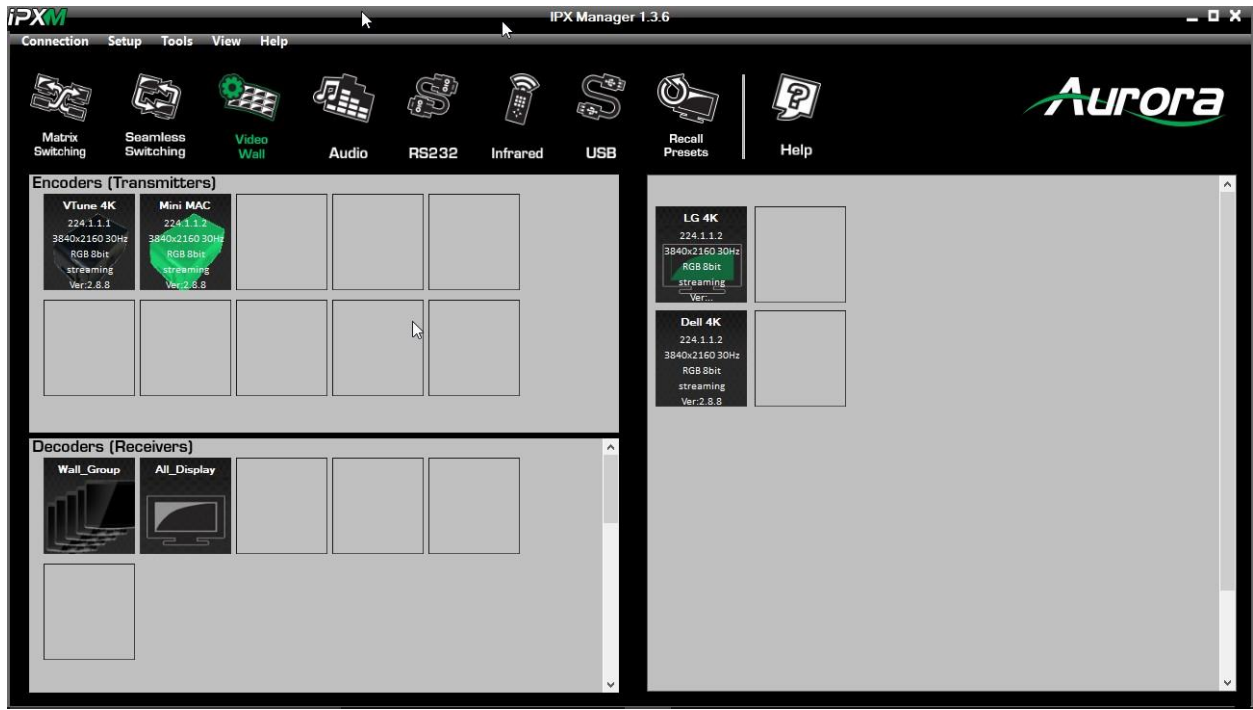 iPXM
IPX Manager 1.3.6
Connection Setup Tools View Help
Matrix
Switching
Seamless
Switching
Video
Wall
Audio
RS232
Infrared
USB
Recall
Presets
Help
Aurora
Encoders (Transmitters)
VTune 4K
224.1.1.1
3840x2160 30Hz
RGB 8bit
streaming
Ver:2.8.8
Mini MAC
224.1.1.2
3840x2160 30Hz
RGB 8bit
streaming
Ver:2.8.8
Decoders (Receivers)
Wall_Group
All_Display
LG 4K
224.1.1.2
3840x2160 30Hz
RGB 8bit
streaming
Ver:...
Dell 4K
224.1.1.2
3840x2160 30Hz
RGB 8bit
streaming
Ver:2.8.8